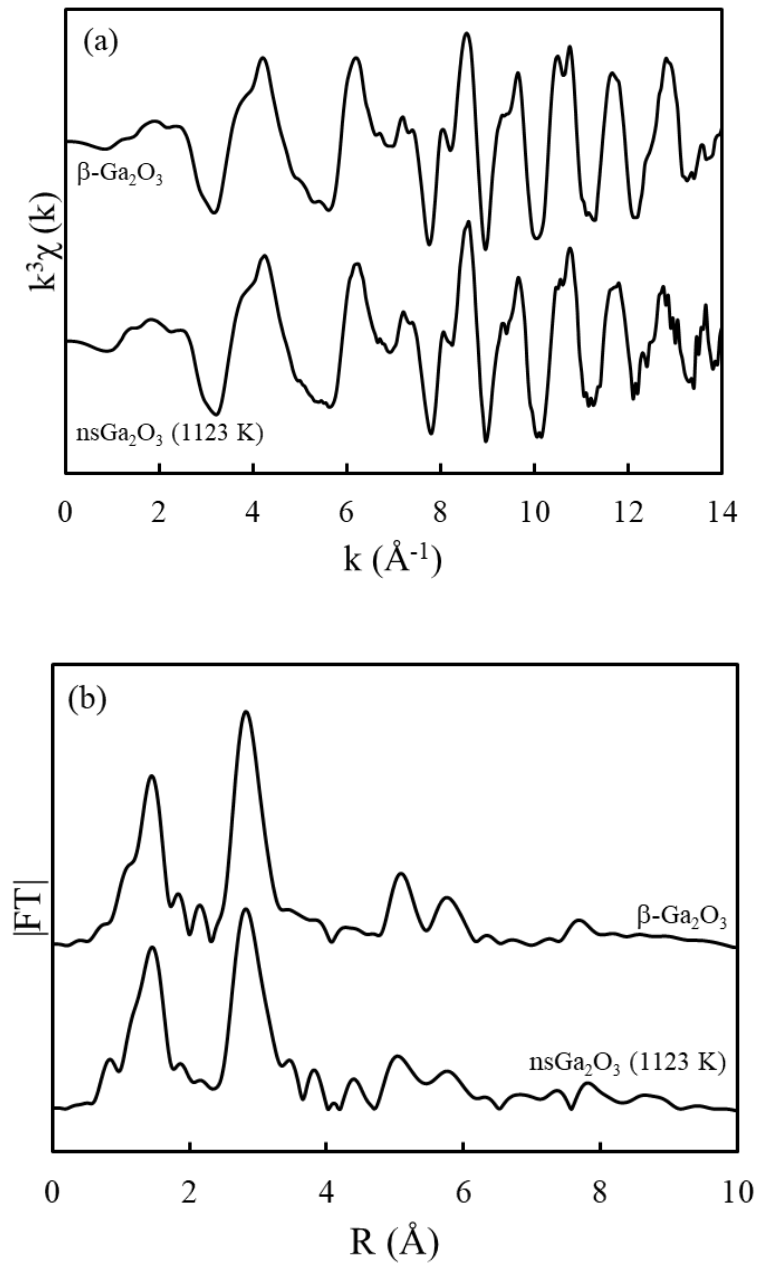 (a)
β-Ga₂O₃
k³χ (k)
nsGa₂O₃ (1123 K)
0 2 4 6 8 10 12 14
k (Å⁻¹)
(b)
|FT|
β-Ga₂O₃
nsGa₂O₃ (1123 K)
0 2 4 6 8 10
R (Å)